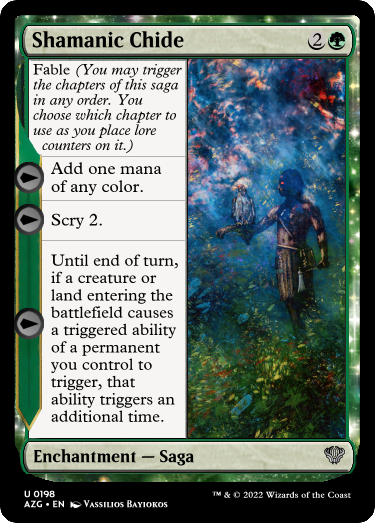 Shamanic Chide 2
Fable (You may trigger
the chapters of this saga
in any order. You
choose which chapter to
use as you place lore
counters on it.)
Add one mana
of any color.
Scry 2.
Until end of turn,
if a creature or
land entering the
battlefield causes
a triggered ability
of a permanent
you control to
trigger, that
ability triggers an
additional time.
Enchantment — Saga
U 0198
AZG • EN Vassilios Bayiokos
™ & © 2022 Wizards of the Coast